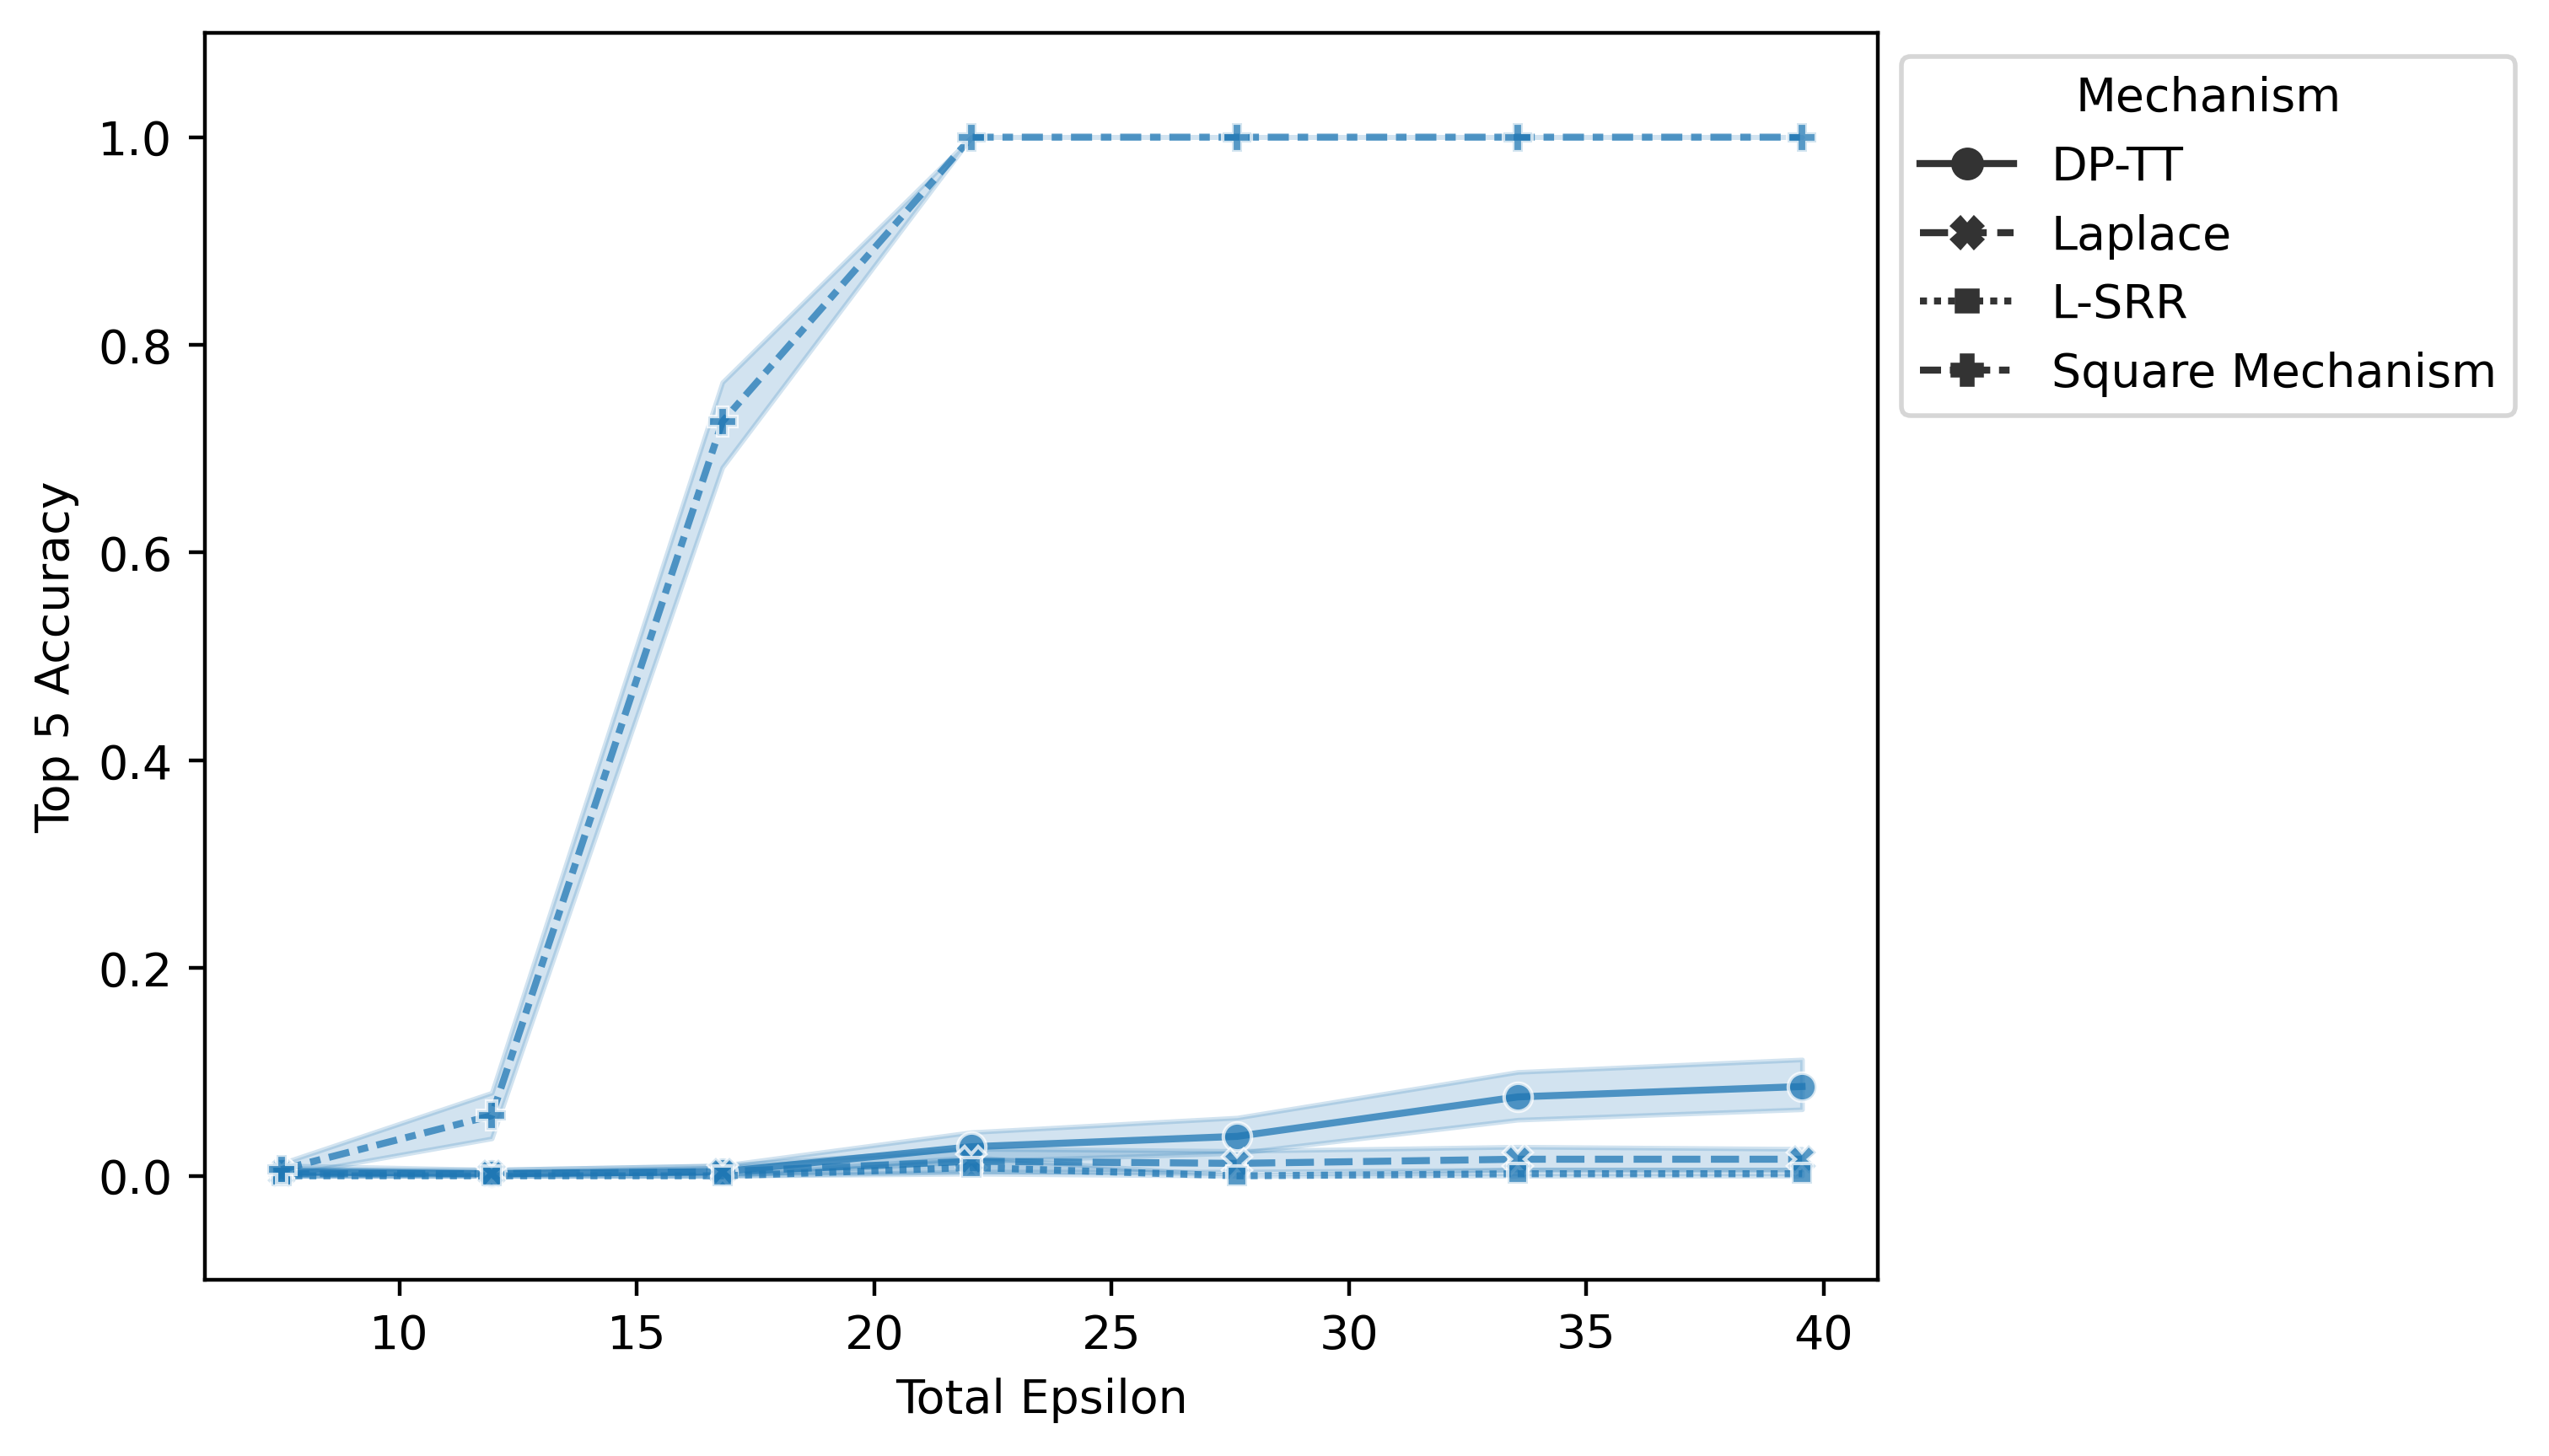 1.0
0.8
0.6
0.4
0.2
0.0
Top 5 Accuracy
10 15 20 25 30 35 40
Total Epsilon
Mechanism
DP-TT
Laplace
L-SRR
Square Mechanism